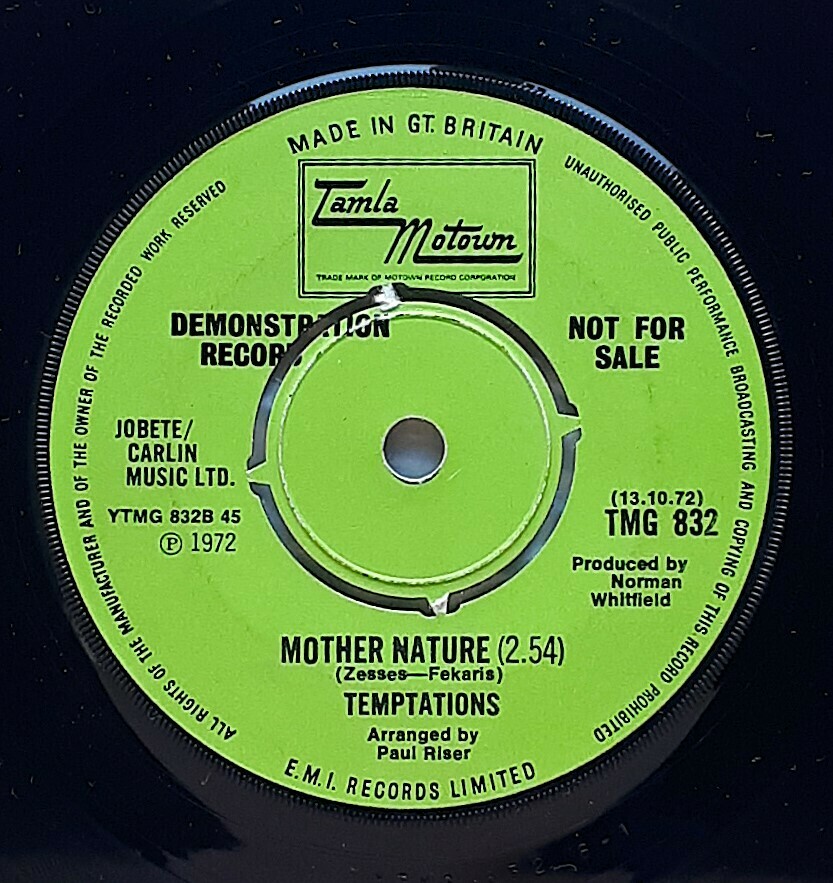 MADE IN GT. BRITAIN
UNAUTHORISED PUBLIC PERFORMANCE BROADCASTING AND COPYING OF THIS RECORD PROHIBITED
ALL RIGHTS OF THE MANUFACTURER AND OF THE OWNER OF THE RECORDED WORK RESERVED
Tamla
Motown
TRADE MARK OF MOTOWN RECORD CORPORATION
DEMONSTRATION
RECORD
NOT FOR
SALE
JOBETE/
CARLIN
MUSIC LTD.
YTMG 832B 45
Ⓟ 1972
(13.10.72)
TMG 832
Produced by
Norman
Whitfield
MOTHER NATURE (2.54)
(Zesses—Fekaris)
TEMPTATIONS
Arranged by
Paul Riser
E.M.I. RECORDS LIMITED